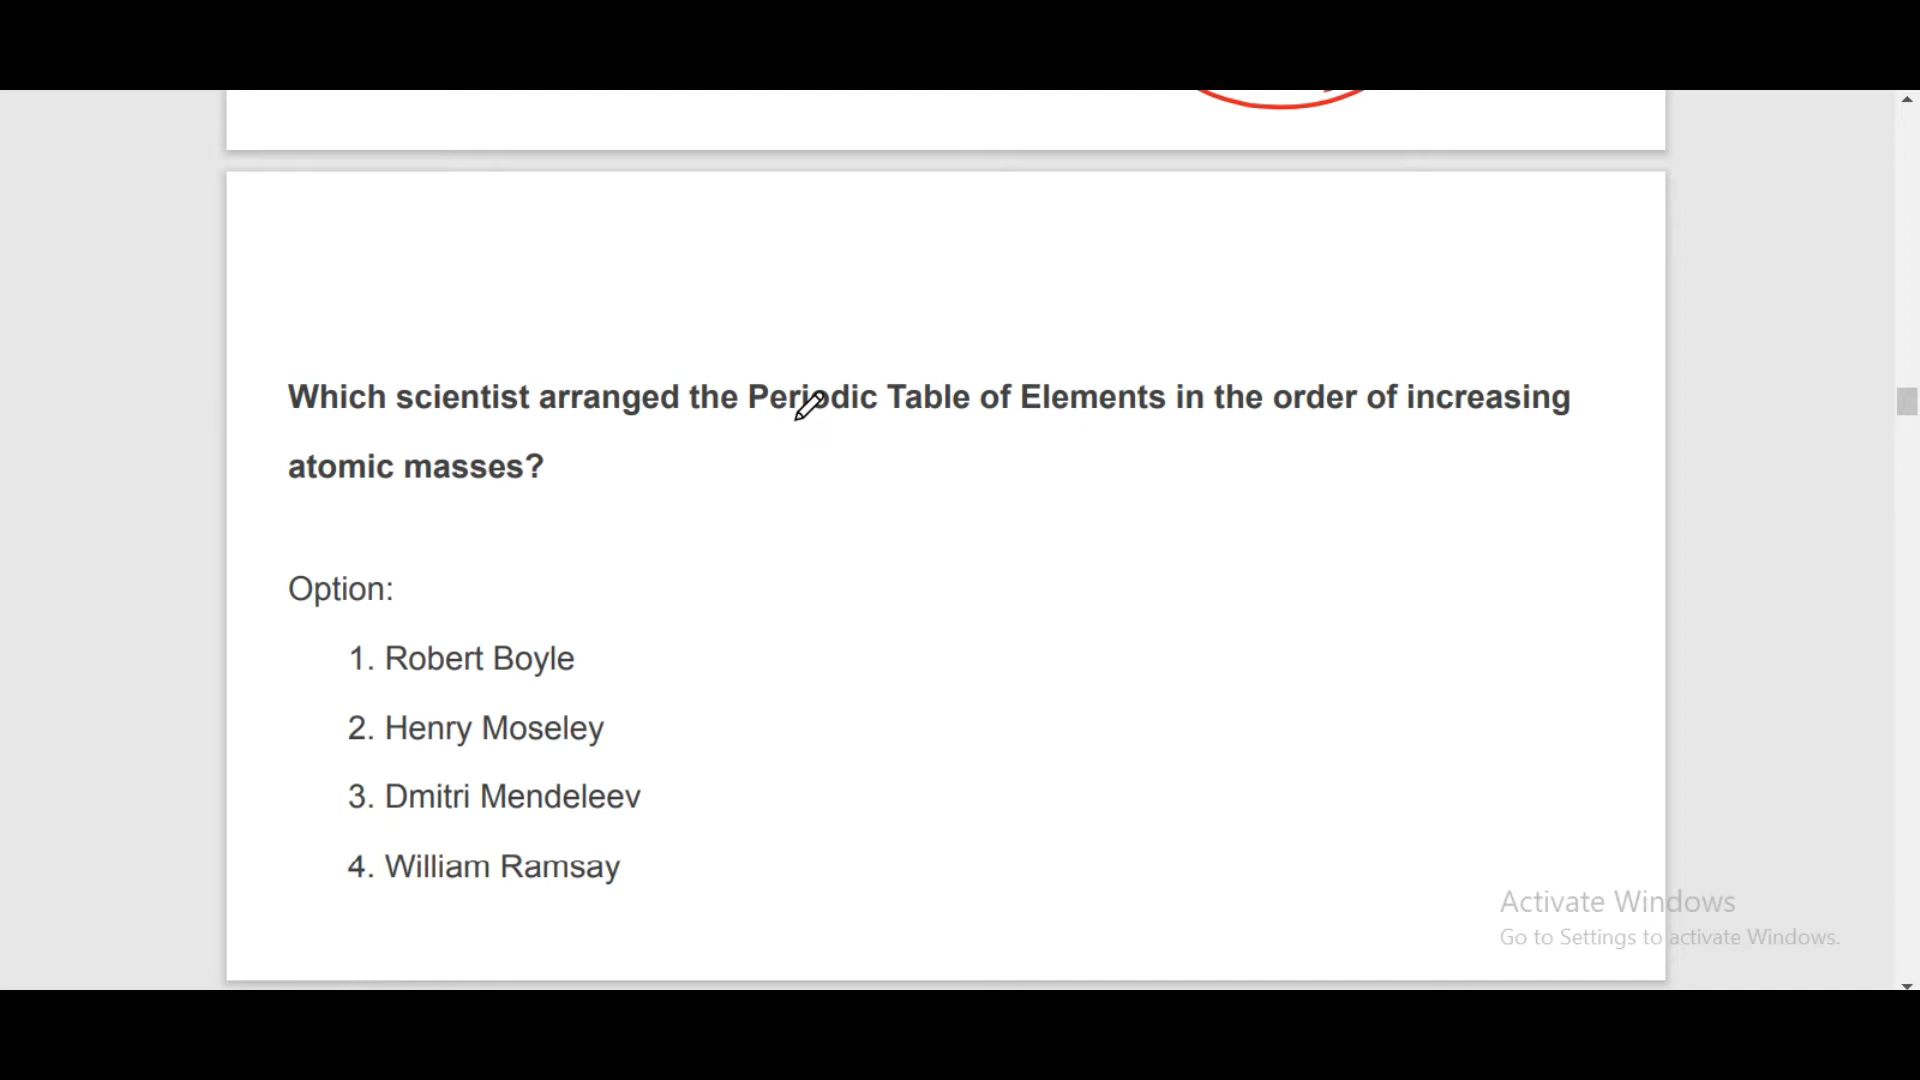 Which scientist arranged the Periodic Table of Elements in the order of increasing
atomic masses?
Option:
1. Robert Boyle
2. Henry Moseley
3. Dmitri Mendeleev
4. William Ramsay
Activate Windows
Go to Settings to activate Windows.